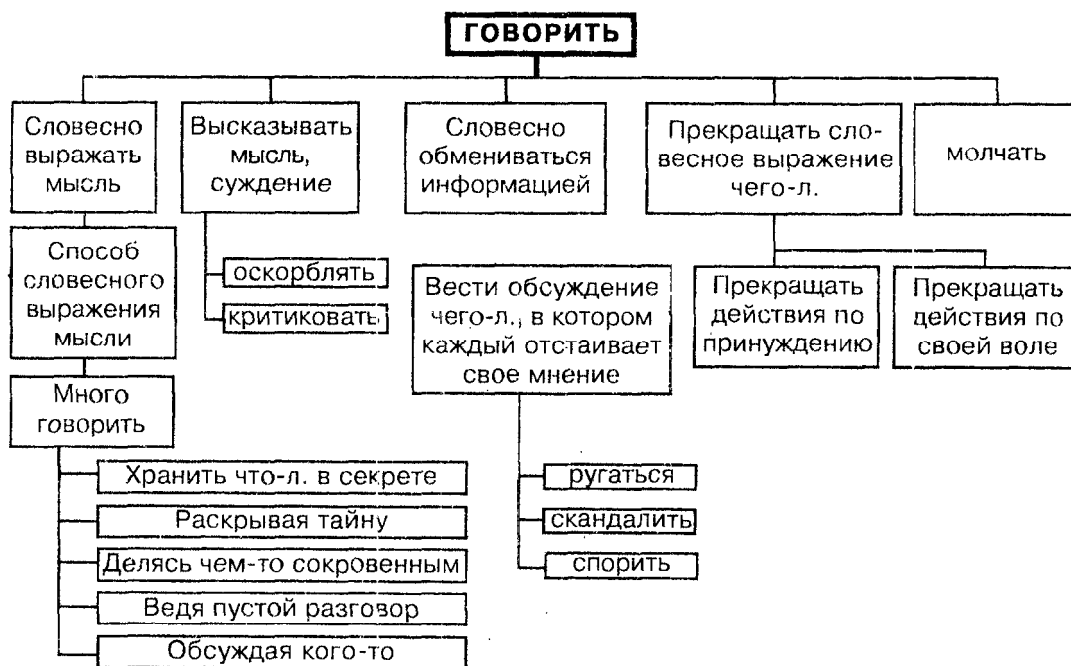 ГОВОРИТЬ
Словесно
выражать
мысль
Высказывать
мысль,
суждение
Словесно
обмениваться
информацией
Прекращать сло-
весное выражение
чего-л.
молчать
Способ
словесного
выражения
мысли
оскорблять
критиковать
Вести обсуждение
чего-л., в котором
каждый отстаивает
свое мнение
Прекращать
действия по
принуждению
Прекращать
действия по
своей воле
Много
говорить
Хранить что-л. в секрете
Раскрывая тайну
Делясь чем-то сокровенным
Ведя пустой разговор
Обсуждая кого-то
ругаться
скандалить
спорить